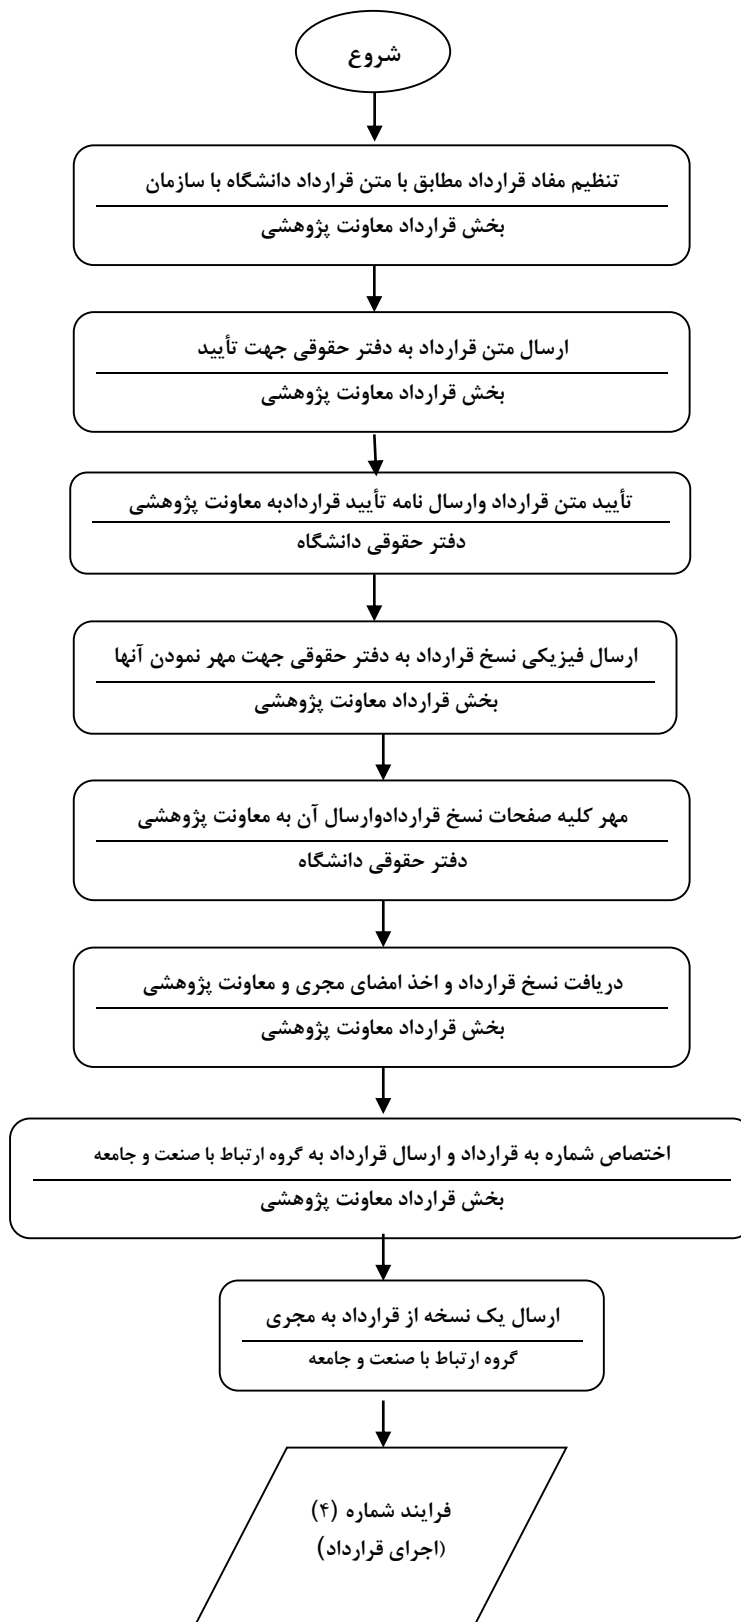 شروع
تنظیم مفاد قرارداد مطابق با متن قرارداد دانشگاه با سازمان
بخش قرارداد معاونت پژوهشی
ارسال متن قرارداد به دفتر حقوقی جهت تأیید
بخش قرارداد معاونت پژوهشی
تأیید متن قرارداد وارسال نامه تأیید قراردادبه معاونت پژوهشی
دفتر حقوقی دانشگاه
ارسال فیزیکی نسخ قرارداد به دفتر حقوقی جهت مهر نمودن آنها
بخش قرارداد معاونت پژوهشی
مهر کلیه صفحات نسخ قراردادوارسال آن به معاونت پژوهشی
دفتر حقوقی دانشگاه
دریافت نسخ قرارداد و اخذ امضای مجری و معاونت پژوهشی
بخش قرارداد معاونت پژوهشی
اختصاص شماره به قرارداد و ارسال قرارداد به گروه ارتباط با صنعت و جامعه
بخش قرارداد معاونت پژوهشی
ارسال یک نسخه از قرارداد به مجری
گروه ارتباط با صنعت و جامعه
فرایند شماره (۴)
(اجرای قرارداد)